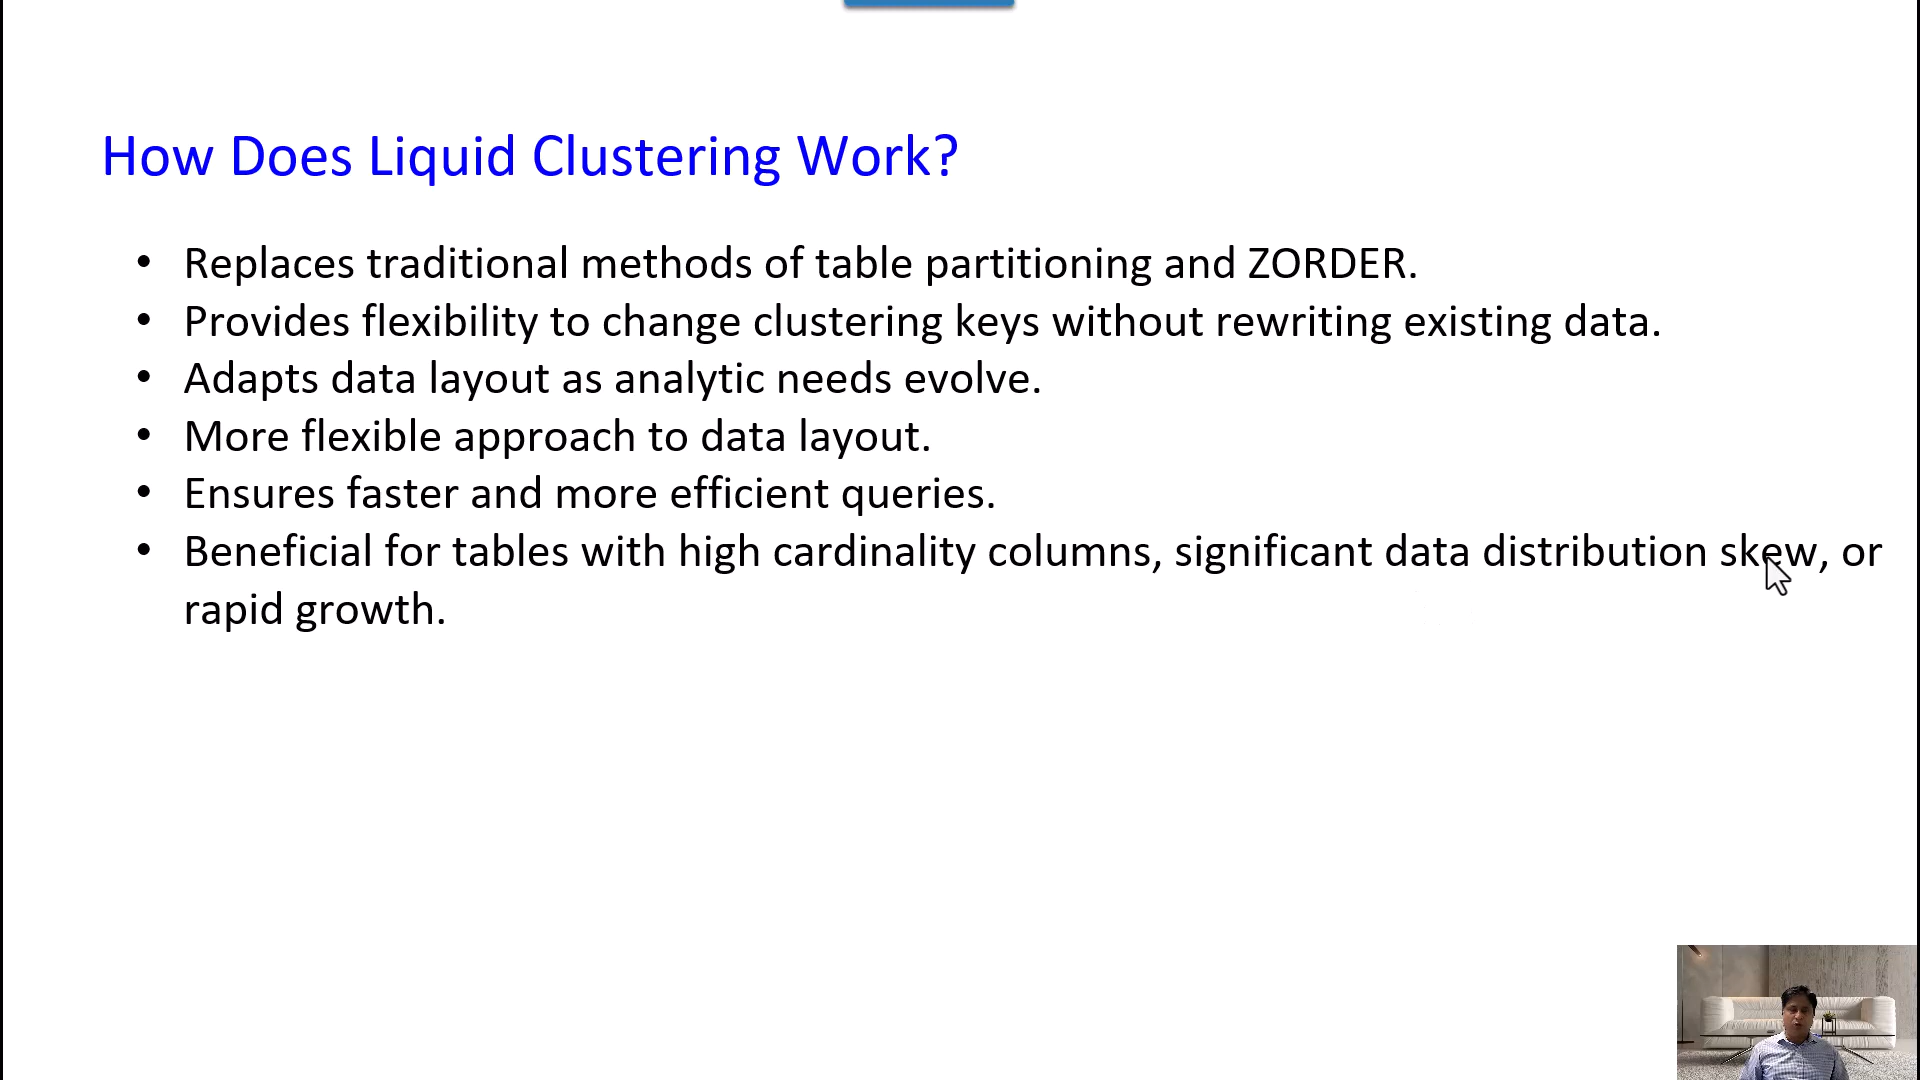 How Does Liquid Clustering Work?
• Replaces traditional methods of table partitioning and ZORDER.
• Provides flexibility to change clustering keys without rewriting existing data.
• Adapts data layout as analytic needs evolve.
• More flexible approach to data layout.
• Ensures faster and more efficient queries.
• Beneficial for tables with high cardinality columns, significant data distribution skew, or
rapid growth.